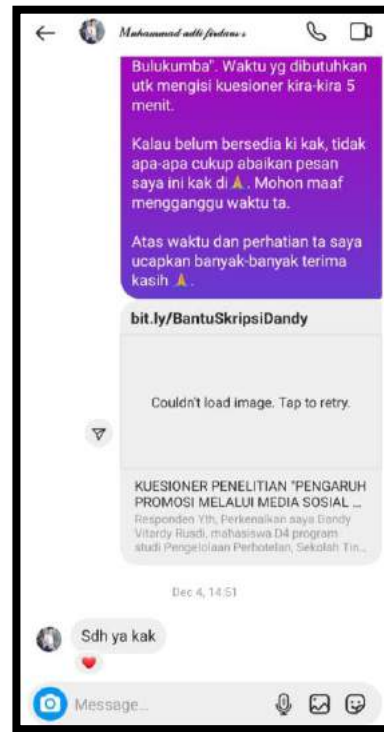 Muhammad adli firdaus s
Bulukumba". Waktu yg dibutuhkan
utk mengisi kuesioner kira-kira 5
menit.
Kalau belum bersedia ki kak, tidak
apa-apa cukup abaikan pesan
saya ini kak di🙏. Mohon maaf
mengganggu waktu ta.
Atas waktu dan perhatian ta saya
ucapkan banyak-banyak terima
kasih 🙏.
bit.ly/BantuSkripsiDandy
Couldn't load image. Tap to retry.
KUESIONER PENELITIAN "PENGARUH
PROMOSI MELALUI MEDIA SOSIAL ...
Responden Yth, Perkenalkan saya Dandy
Vitardy Rusdi, mahasiswa D4 program
studi Pengelolaan Perhotelan, Sekolah Tin...
Dec 4, 14:51
Sdh ya kak
Message...